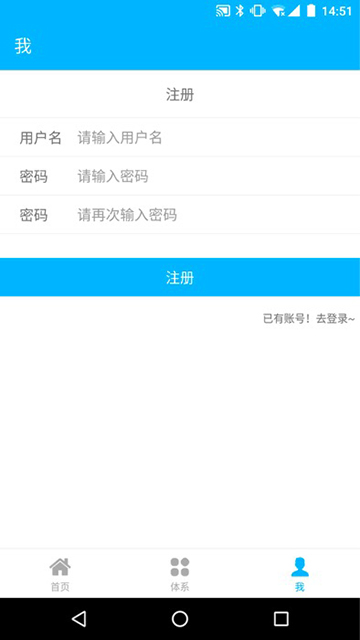 14:51
我
注册
用户名 请输入用户名
密码 请输入密码
密码 请再次输入密码
注册
已有账号！去登录~
首页 体系 我